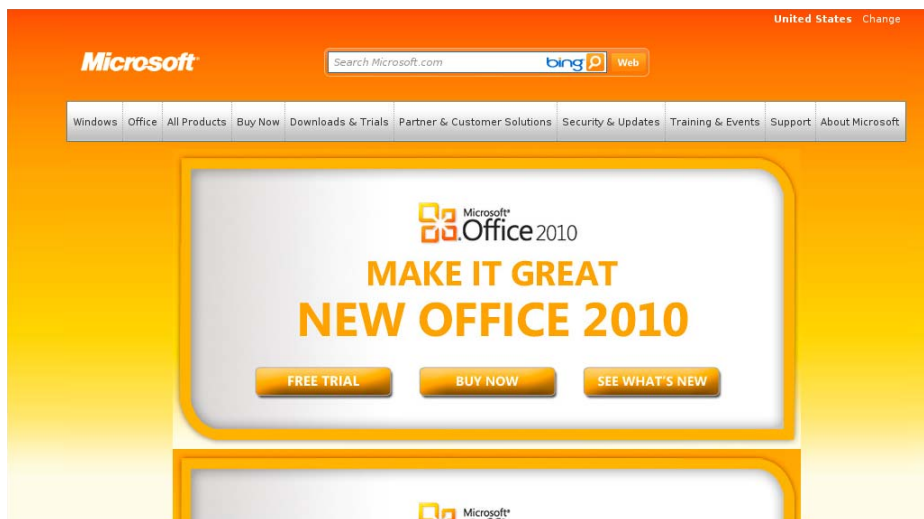 United States Change
Microsoft
Search Microsoft.com bing Web
Windows Office All Products Buy Now Downloads & Trials Partner & Customer Solutions Security & Updates Training & Events Support About Microsoft
Microsoft
Office 2010
MAKE IT GREAT
NEW OFFICE 2010
FREE TRIAL BUY NOW SEE WHAT'S NEW
Microsoft